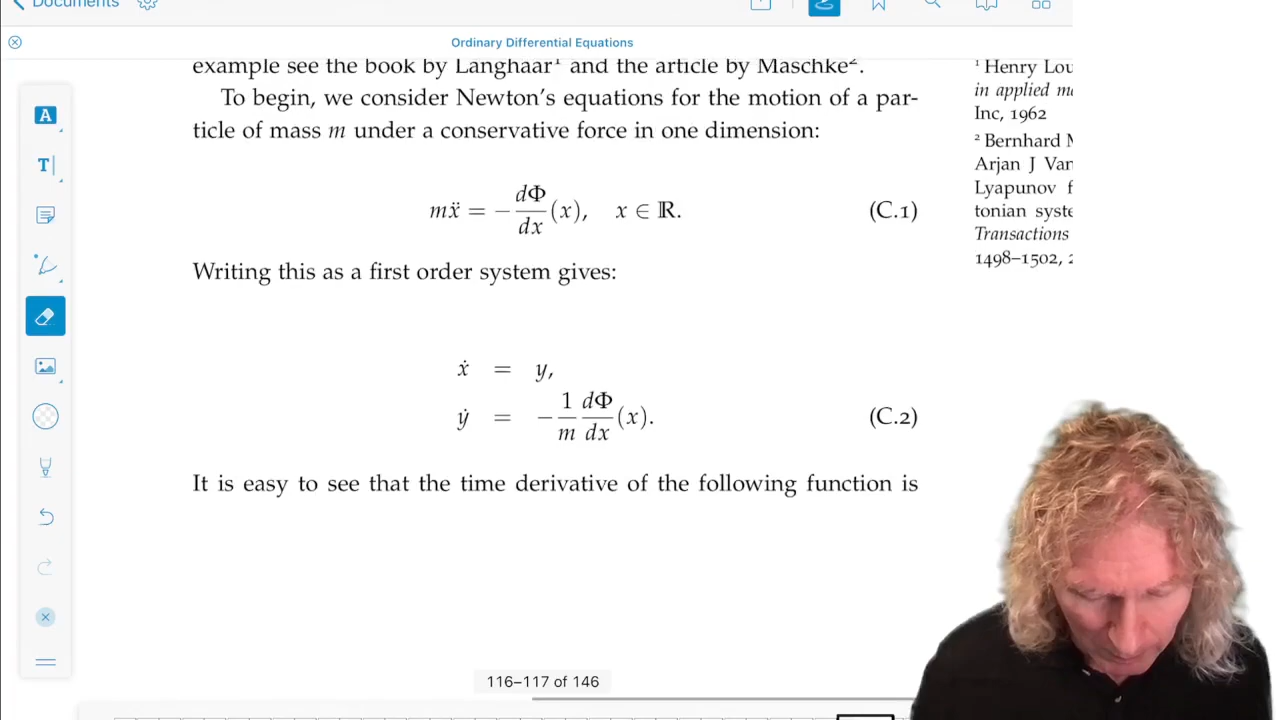 Documents
Ordinary Differential Equations
example see the book by Langhaar¹ and the article by Maschke².
To begin, we consider Newton's equations for the motion of a par-
ticle of mass m under a conservative force in one dimension:
mẍ = −dΦ/dx (x), x ∈ ℝ. (C.1)
Writing this as a first order system gives:
ẋ = y,
ẏ = −1/m dΦ/dx (x). (C.2)
It is easy to see that the time derivative of the following function is
116–117 of 146
¹ Henry Lou
in applied m
Inc, 1962
² Bernhard M
Arjan J Van
Lyapunov f
tonian syste
Transactions
1498–1502, 2
A
T